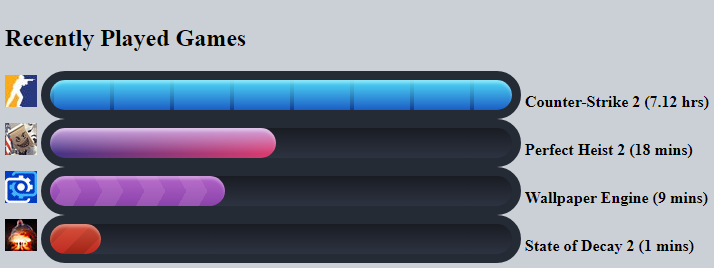 Recently Played Games
Counter-Strike 2 (7.12 hrs)
Perfect Heist 2 (18 mins)
Wallpaper Engine (9 mins)
State of Decay 2 (1 mins)